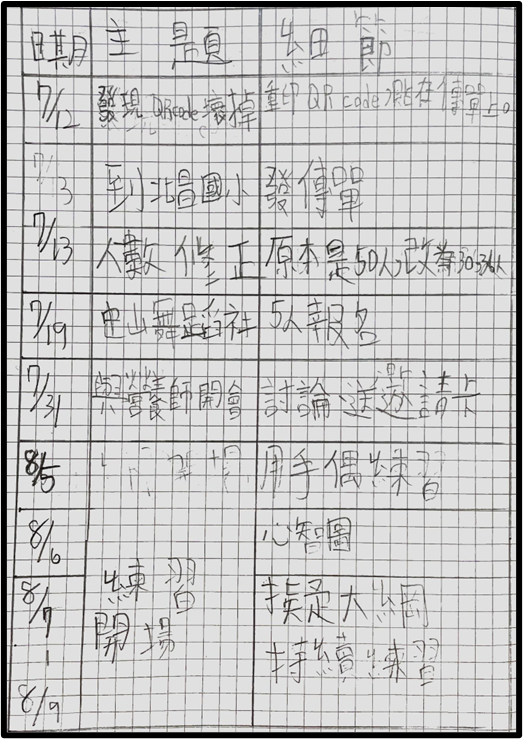 日期 主題 細節
7/12 發現QRcode壞掉 重印QR code,貼在傳單上。
7/13 到北昌國小 發傳單
7/13 人數修正 原本是50人,改為30~36人
7/19 中山舞蹈社 5人報名
7/31 與營養師開會 討論、送邀請卡
8/5 用手偶練習
8/6 心智圖
練習
開場
8/7 擬定大綱
| 持續練習
8/9